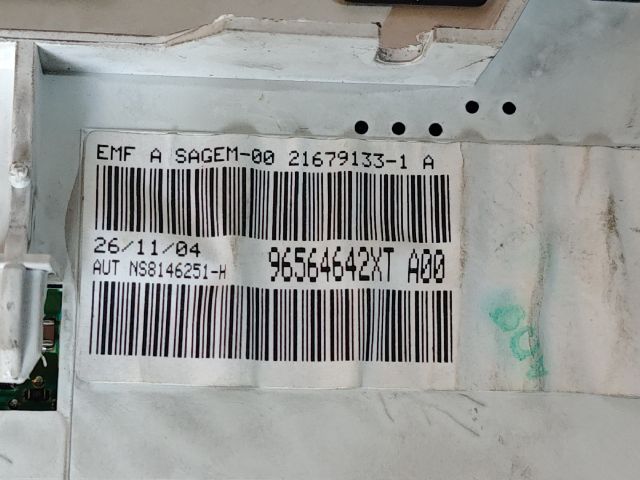 EMF A SAGEM-00 21679133-1 A
26/11/04
AUT NS8146251-H 96564642XT A00